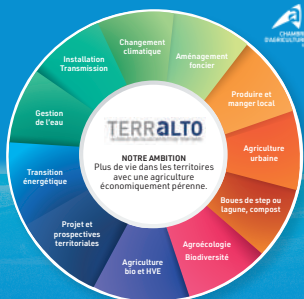 CHAMBRE
D'AGRICULTURE
Changement
climatique
Aménagement
foncier
Produire et
manger local
Agriculture
urbaine
Boues de step ou
lagune, compost
Agroécologie
Biodiversité
Agriculture
bio et HVE
Projet et
prospectives
territoriales
Transition
énergétique
Gestion
de l'eau
Installation
Transmission
TERRALTO
NOTRE AMBITION
Plus de vie dans les territoires
avec une agriculture
économiquement pérenne.